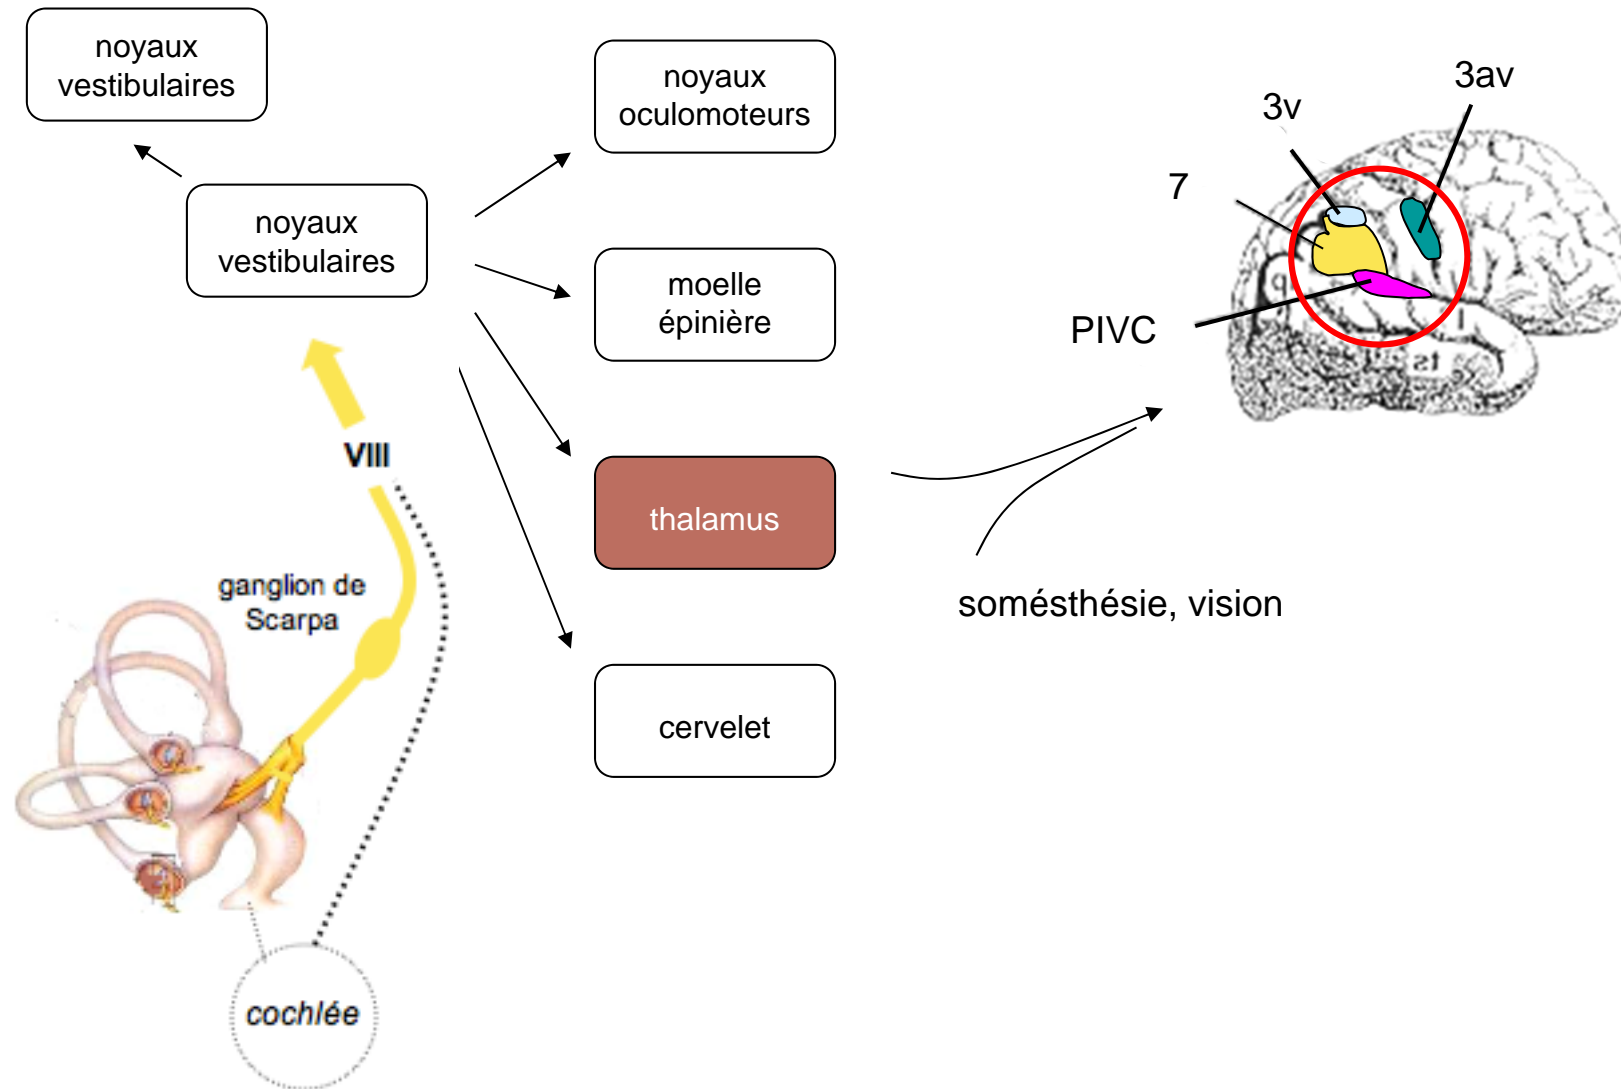 noyaux
vestibulaires
noyaux
vestibulaires
noyaux
oculomoteurs
moelle
épinière
thalamus
cervelet
VIII
ganglion de
Scarpa
cochlée
3v
3av
7
PIVC
somésthésie, vision